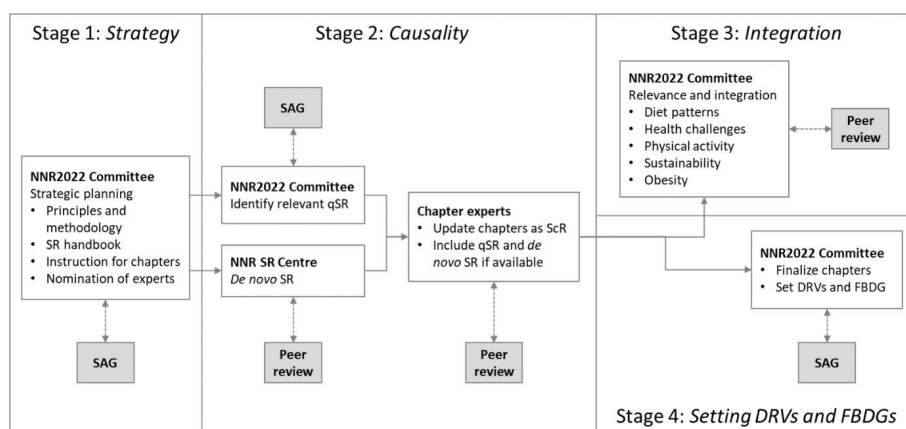 Stage 1: Strategy
NNR2022 Committee
Strategic planning
• Principles and
methodology
• SR handbook
• Instruction for chapters
• Nomination of experts
SAG
Stage 2: Causality
SAG
NNR2022 Committee
Identify relevant qSR
NNR SR Centre
De novo SR
Peer
review
Chapter experts
• Update chapters as ScR
• Include qSR and de
novo SR if available
Peer
review
Stage 3: Integration
NNR2022 Committee
Relevance and integration
• Diet patterns
• Health challenges
• Physical activity
• Sustainability
• Obesity
Peer
review
NNR2022 Committee
• Finalize chapters
• Set DRVs and FBDG
SAG
Stage 4: Setting DRVs and FBDGs